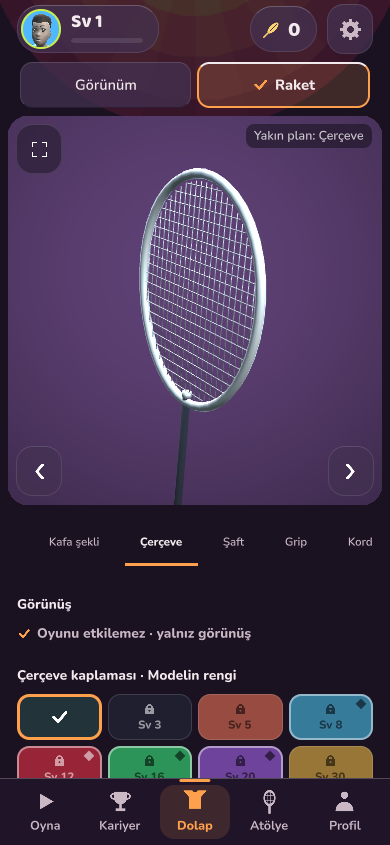 Sv 1
0
Görünüm
Raket
Yakın plan: Çerçeve
Kafa şekli
Çerçeve
Şaft
Grip
Kord
Görünüş
Oyunu etkilemez · yalnız görünüş
Çerçeve kaplaması · Modelin rengi
Sv 3
Sv 5
Sv 8
Sv 12
Sv 16
Sv 20
Sv 30
Oyna
Kariyer
Dolap
Atölye
Profil